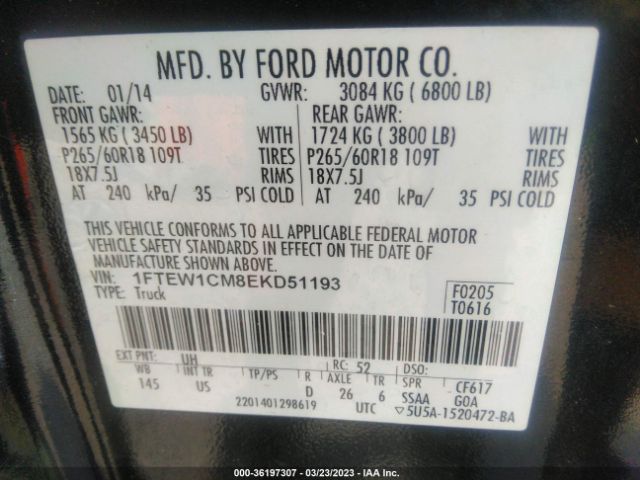 MFD. BY FORD MOTOR CO.
DATE: 01/14 GVWR: 3084 KG ( 6800 LB)
FRONT GAWR: REAR GAWR:
1565 KG ( 3450 LB) WITH 1724 KG ( 3800 LB) WITH
P265/60R18 109T TIRES P265/60R18 109T TIRES
18X7.5J RIMS 18X7.5J RIMS
AT 240 kPa/ 35 PSI COLD AT 240 kPa/ 35 PSI COLD
THIS VEHICLE CONFORMS TO ALL APPLICABLE FEDERAL MOTOR
VEHICLE SAFETY STANDARDS IN EFFECT ON THE DATE OF
MANUFACTURE SHOWN ABOVE.
VIN: 1FTEW1CM8EKD51193 F0205
TYPE: Truck T0616
EXT PNT: UH RC: 52 DSO:
WB INT TR TP/PS R AXLE TR SPR CF617
145 US D 26 6 SSAA GOA
2201401298619 UTC ▽5U5A-1520472-BA
000-36197307 - 03/23/2023 - IAA Inc.